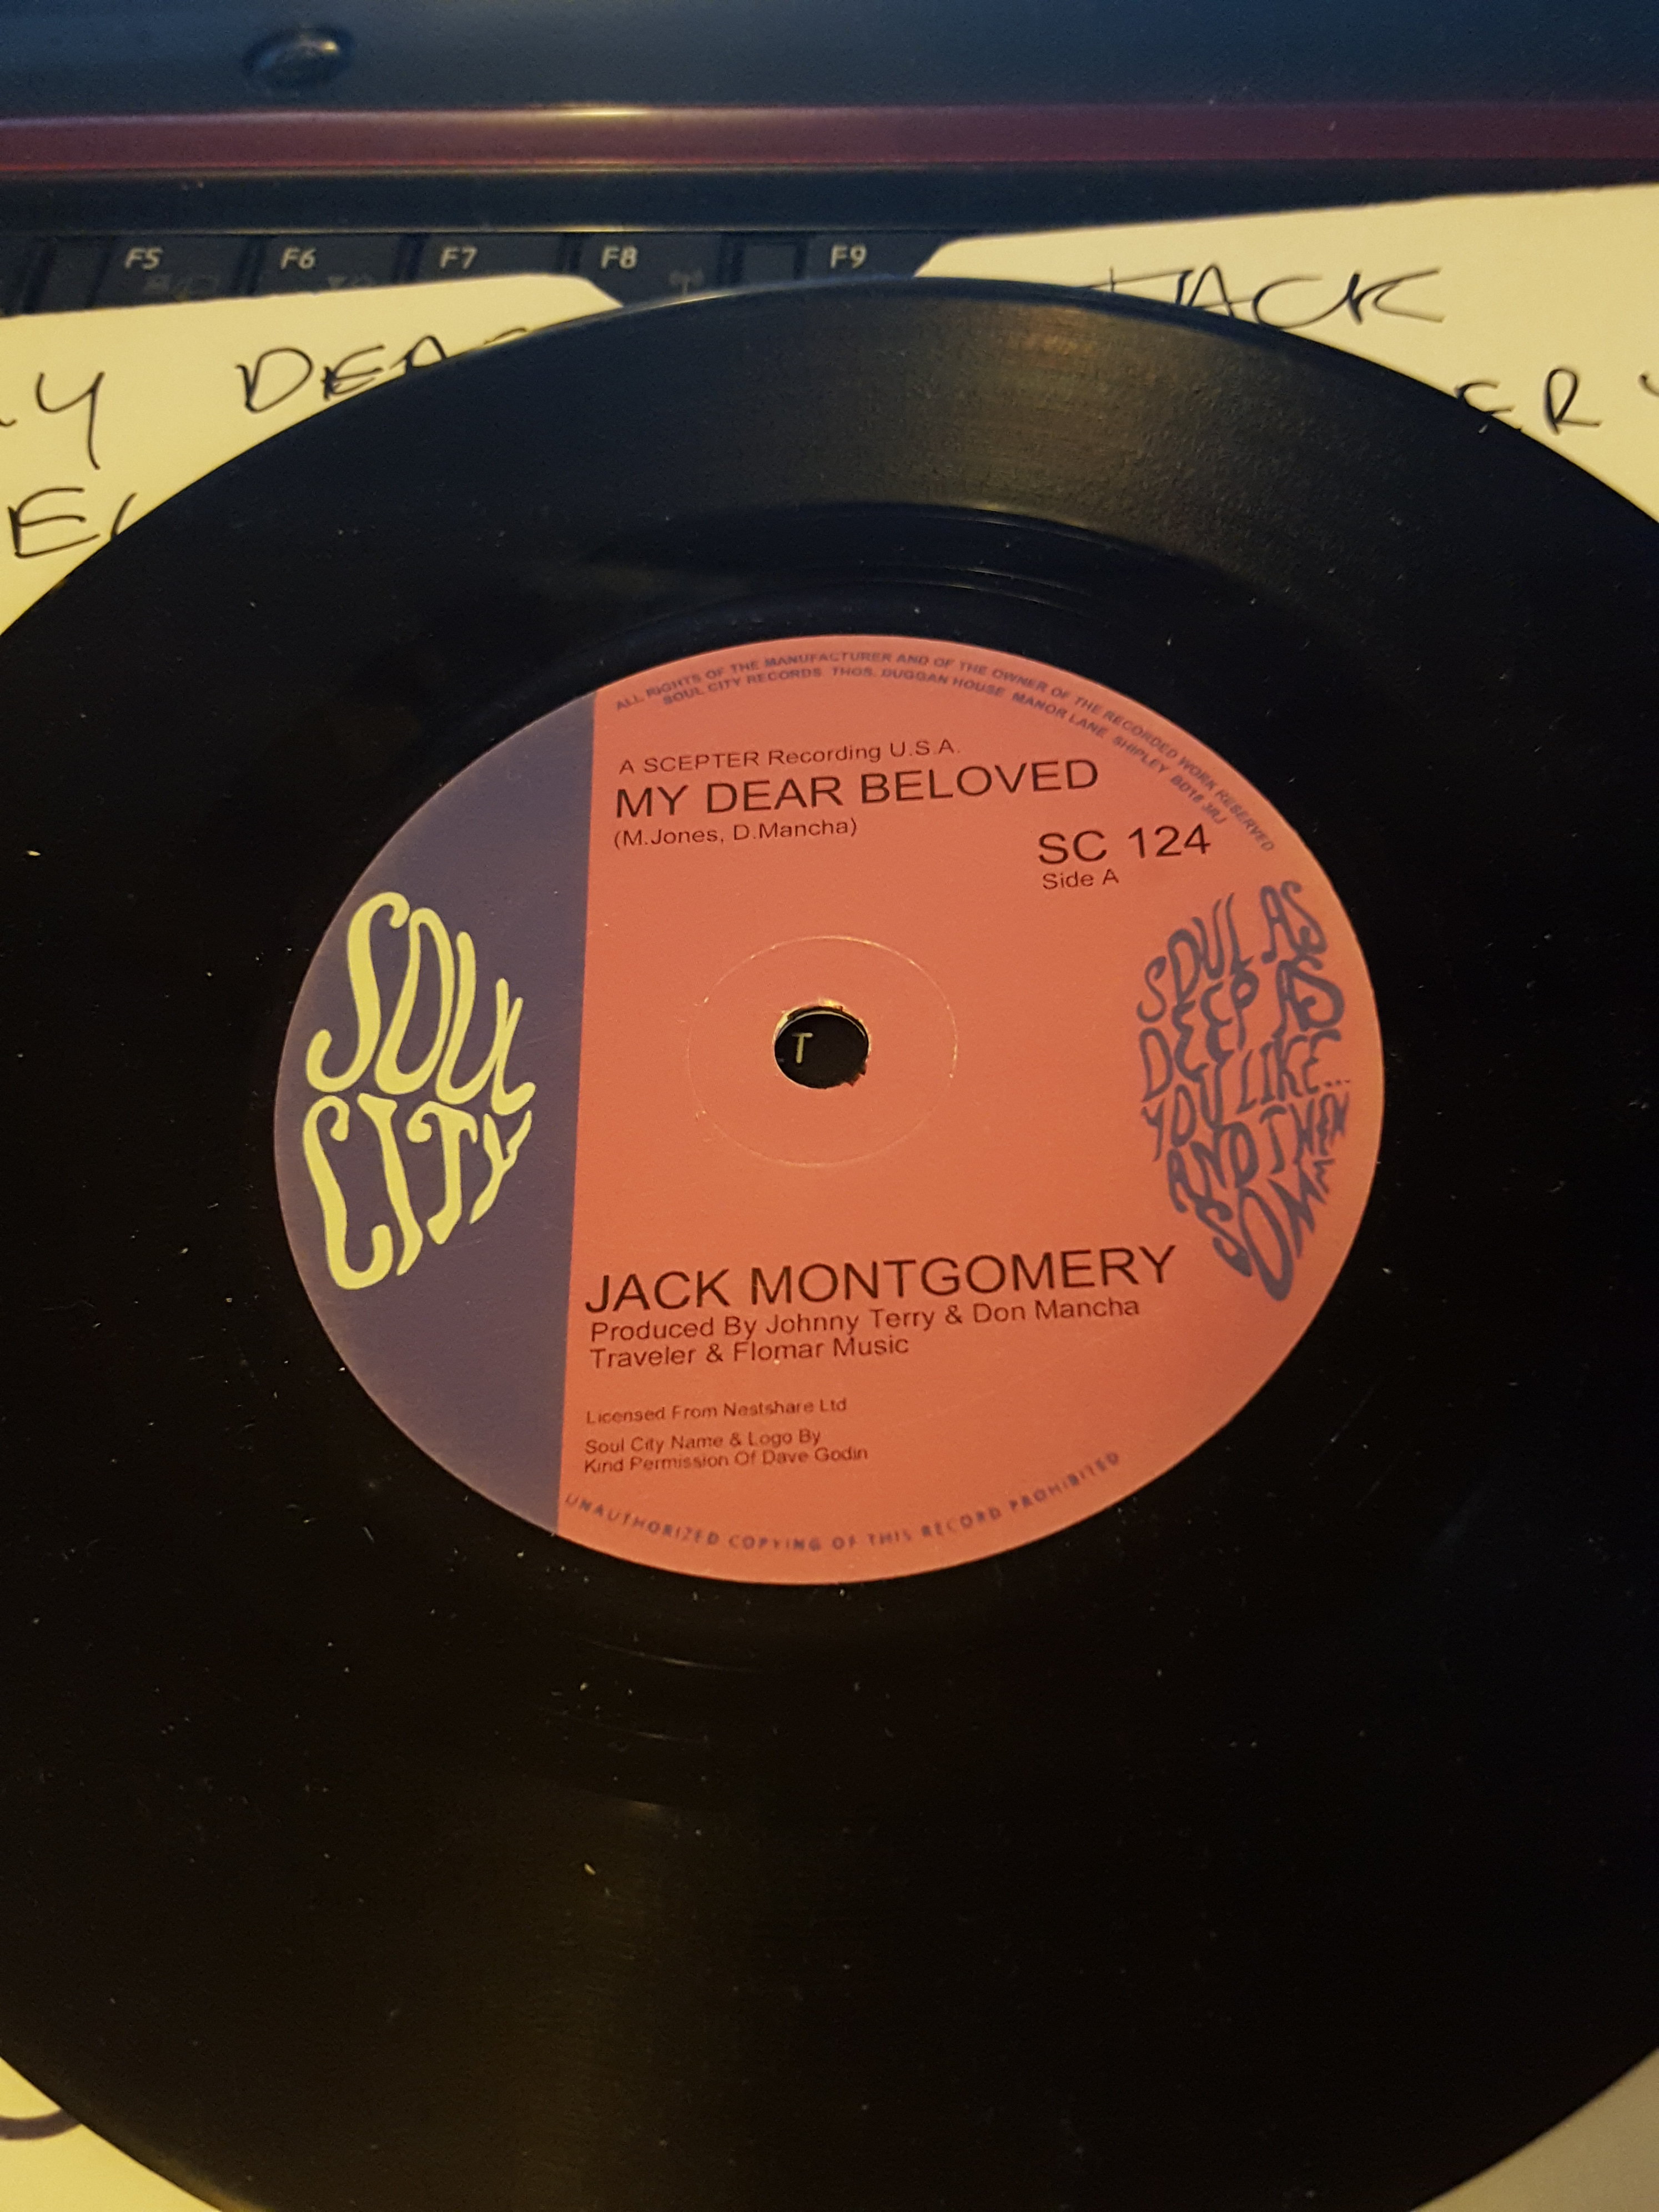 F5 F6 F7 F8 F9
JACK
Y DEA
ER Y
ALL RIGHTS OF THE MANUFACTURER AND OF THE OWNER OF THE RECORDED WORK RESERVED
SOUL CITY RECORDS THOS. DUGGAN HOUSE MANOR LANE SHIPLEY
A SCEPTER Recording U.S.A.
MY DEAR BELOVED
(M.Jones, D.Mancha)
SC 124
Side A
SOUL
CITY
SOUL AS
DEEP AS
YOU LIKE...
AND THEN
SOME
T
JACK MONTGOMERY
Produced By Johnny Terry & Don Mancha
Traveler & Flomar Music
Licensed From Nestshare Ltd
Soul City Name & Logo By
Kind Permission Of Dave Godin
UNAUTHORIZED COPYING OF THIS RECORD PROHIBITED